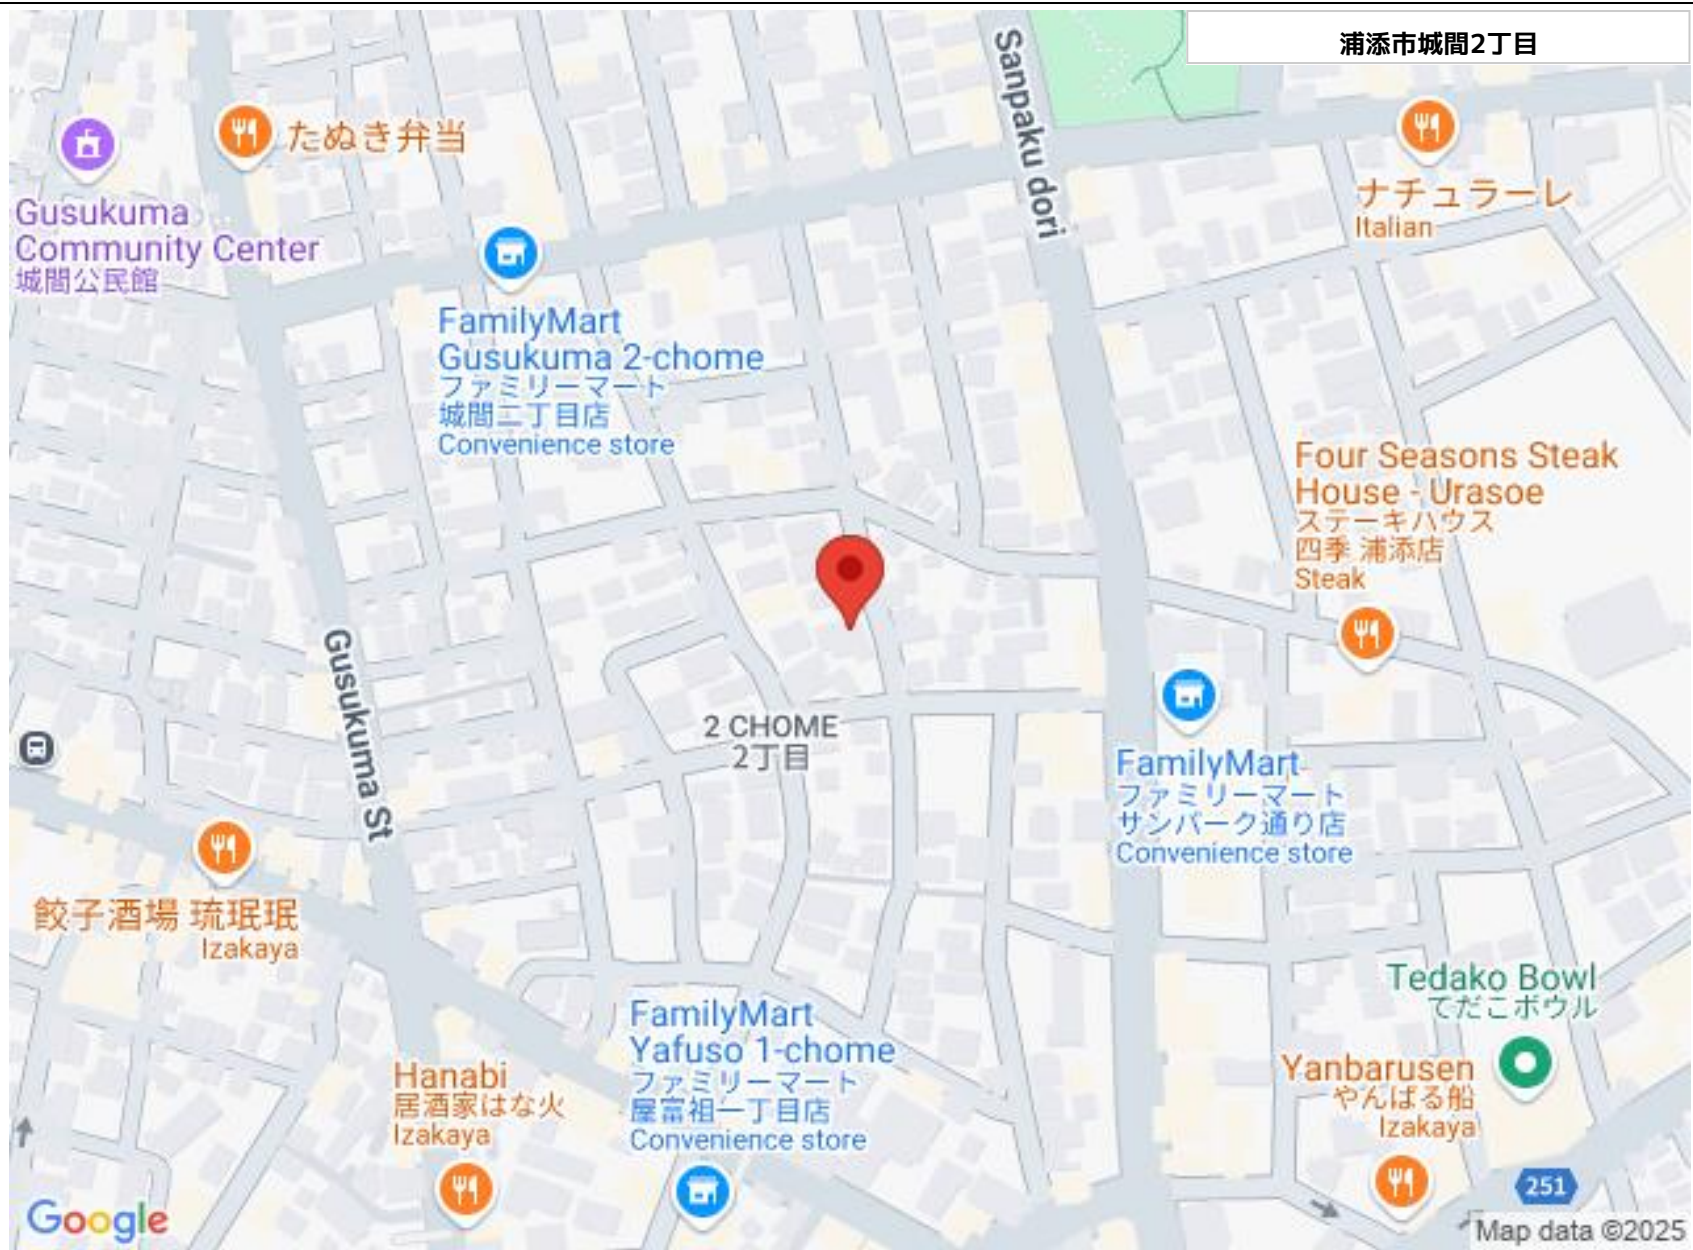 浦添市城間2丁目
Sanpaku dori
たぬき弁当
Gusukuma
Community Center
城間公民館
ナチュラーレ
Italian
FamilyMart
Gusukuma 2-chome
ファミリーマート
城間二丁目店
Convenience store
Four Seasons Steak
House - Urasoe
ステーキハウス
四季 浦添店
Steak
Gusukuma St
2 CHOME
2丁目
FamilyMart
ファミリーマート
サンパーク通り店
Convenience store
餃子酒場 琉珉珉
Izakaya
Tedako Bowl
てだこボウル
FamilyMart
Yafuso 1-chome
ファミリーマート
屋富祖一丁目店
Convenience store
Hanabi
居酒家はな火
Izakaya
Yanbarusen
やんばる船
Izakaya
251
Google
Map data ©2025